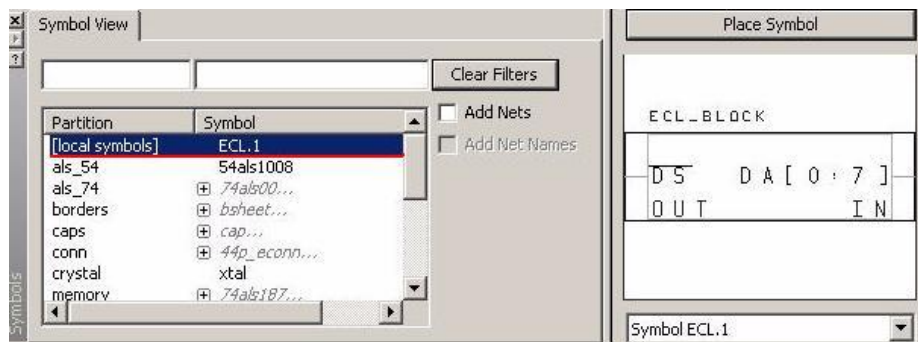 Symbol View
Place Symbol
?
Clear Filters
Add Nets
Add Net Names
Partition Symbol
[local symbols] ECL.1
als_54 54als1008
als_74 74als00...
borders bsheet...
caps cap...
conn 44p_econn...
crystal xtal
memory 74als187...
Symbols
ECL_BLOCK
DS DA[0:7]
OUT IN
Symbol ECL.1